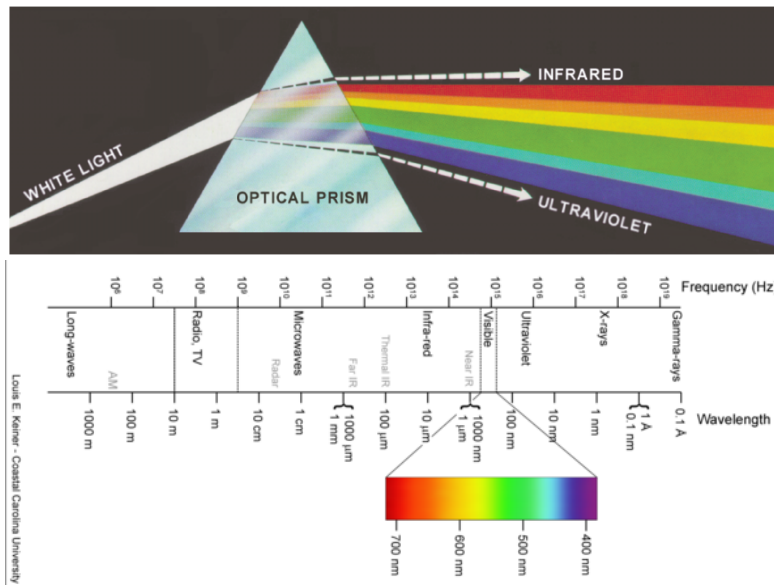 INFRARED
WHITE LIGHT
OPTICAL PRISM
ULTRAVIOLET
10⁶ 10⁷ 10⁸ 10⁹ 10¹⁰ 10¹¹ 10¹² 10¹³ 10¹⁴ 10¹⁵ 10¹⁶ 10¹⁷ 10¹⁸ 10¹⁹ Frequency (Hz
Long-waves
Radio, TV
Microwaves
Infra-red
Visible
Ultraviolet
X-rays
Gamma-rays
AM
Radar
Far IR
Thermal IR
Near IR
Wavelength
1000 m
100 m
10 m
1 m
10 cm
1 cm
1000 µm
1 mm
100 µm
10 µm
1000 nm
1 µm
100 nm
10 nm
1 nm
1 Å
0.1 nm
0.1 Å
700 nm
600 nm
500 nm
400 nm
Louis E. Keiner - Coastal Carolina University